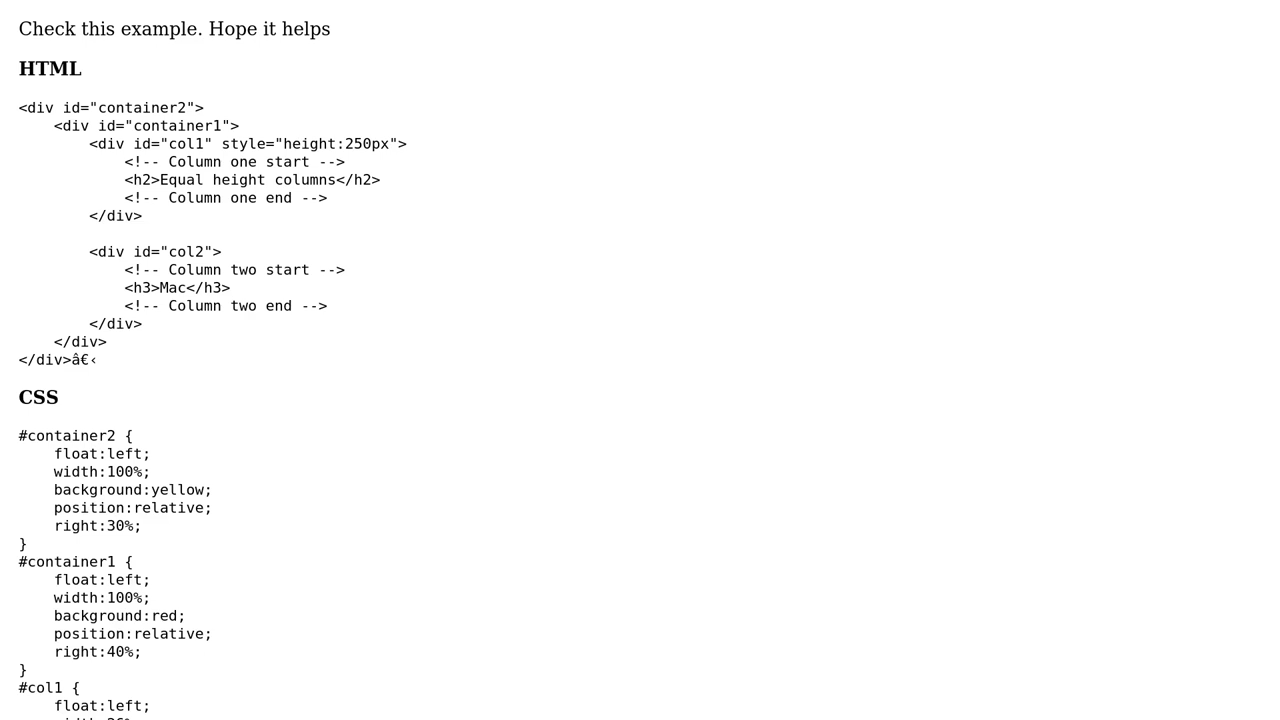 Check this example. Hope it helps
HTML
<div id="container2">
    <div id="container1">
        <div id="col1" style="height:250px">
            <!-- Column one start -->
            <h2>Equal height columns</h2>
            <!-- Column one end -->
        </div>

        <div id="col2">
            <!-- Column two start -->
            <h3>Mac</h3>
            <!-- Column two end -->
        </div>
    </div>
</div>â€‹
CSS
#container2 {
    float:left;
    width:100%;
    background:yellow;
    position:relative;
    right:30%;
}
#container1 {
    float:left;
    width:100%;
    background:red;
    position:relative;
    right:40%;
}
#col1 {
    float:left;